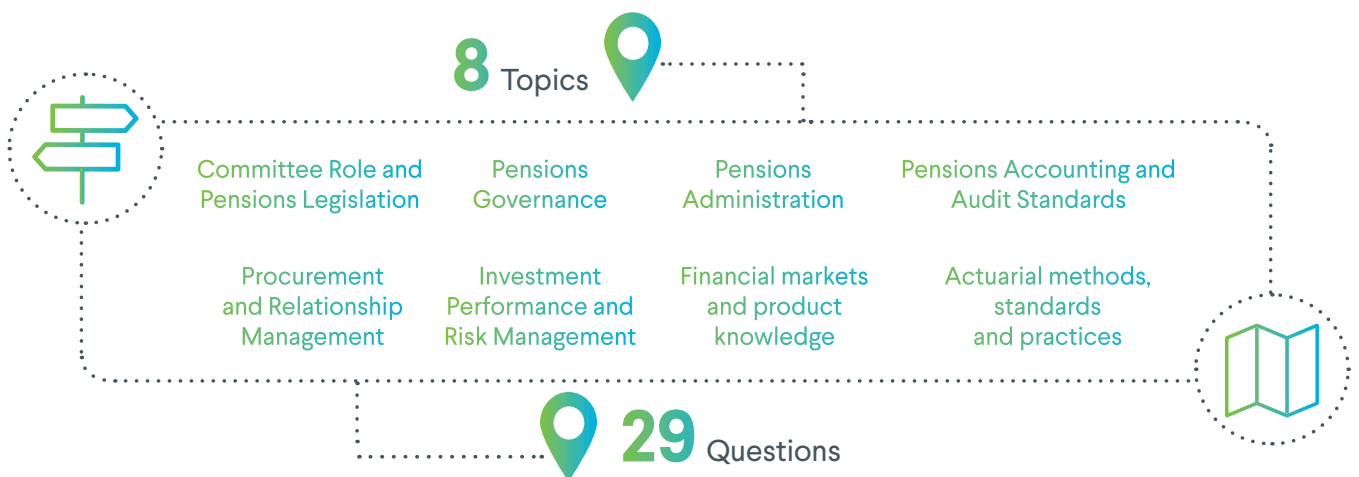 8 Topics
Committee Role and
Pensions Legislation
Pensions
Governance
Pensions
Administration
Pensions Accounting and
Audit Standards
Procurement
and Relationship
Management
Investment
Performance and
Risk Management
Financial markets
and product
knowledge
Actuarial methods,
standards
and practices
29 Questions